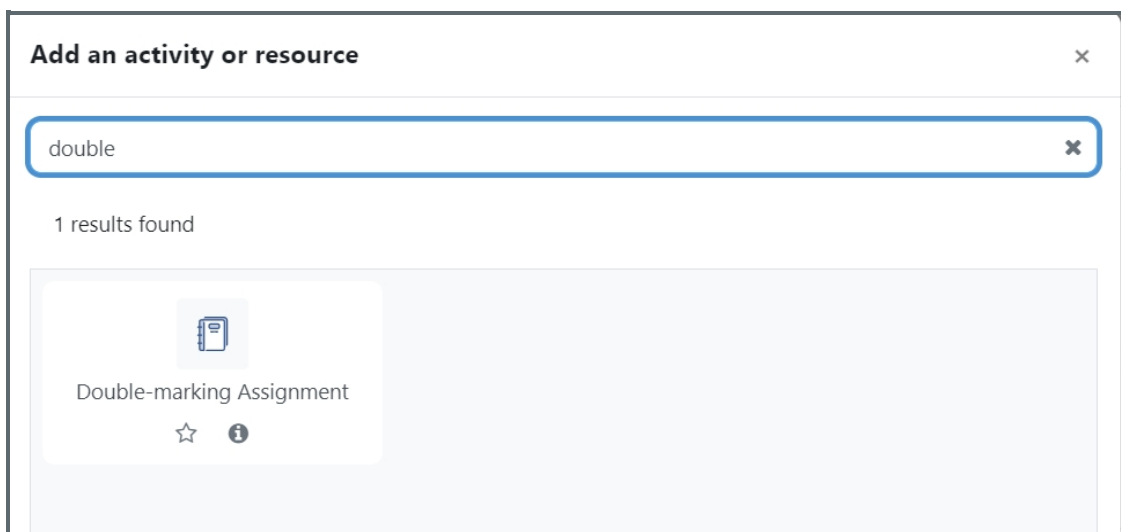 Add an activity or resource
double
1 results found
Double-marking Assignment